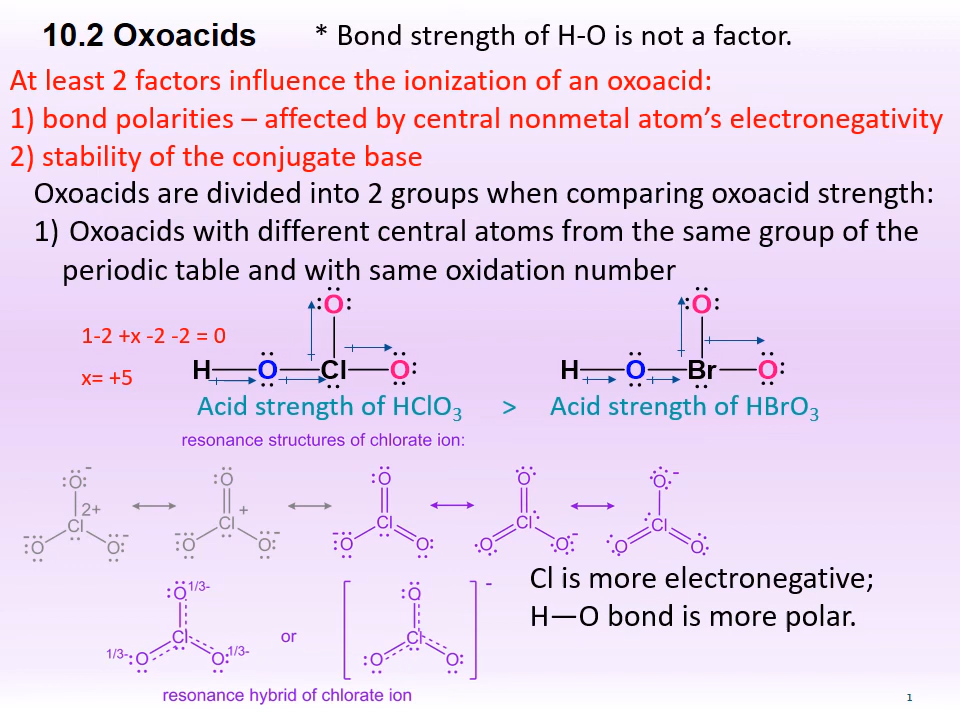 10.2 Oxoacids * Bond strength of H-O is not a factor.
At least 2 factors influence the ionization of an oxoacid:
1) bond polarities – affected by central nonmetal atom's electronegativity
2) stability of the conjugate base
Oxoacids are divided into 2 groups when comparing oxoacid strength:
1) Oxoacids with different central atoms from the same group of the
periodic table and with same oxidation number
O O
1-2 +x -2 -2 = 0
H O Cl O H O Br O
x= +5
Acid strength of HClO₃ > Acid strength of HBrO₃
resonance structures of chlorate ion:
O - O O O O -
2+ +
Cl Cl Cl Cl Cl
- O O - - O O - - O O O O - O O
Cl is more electronegative;
H—O bond is more polar.
O 1/3- O -
Cl or Cl
1/3- O O 1/3- O O
resonance hybrid of chlorate ion
1